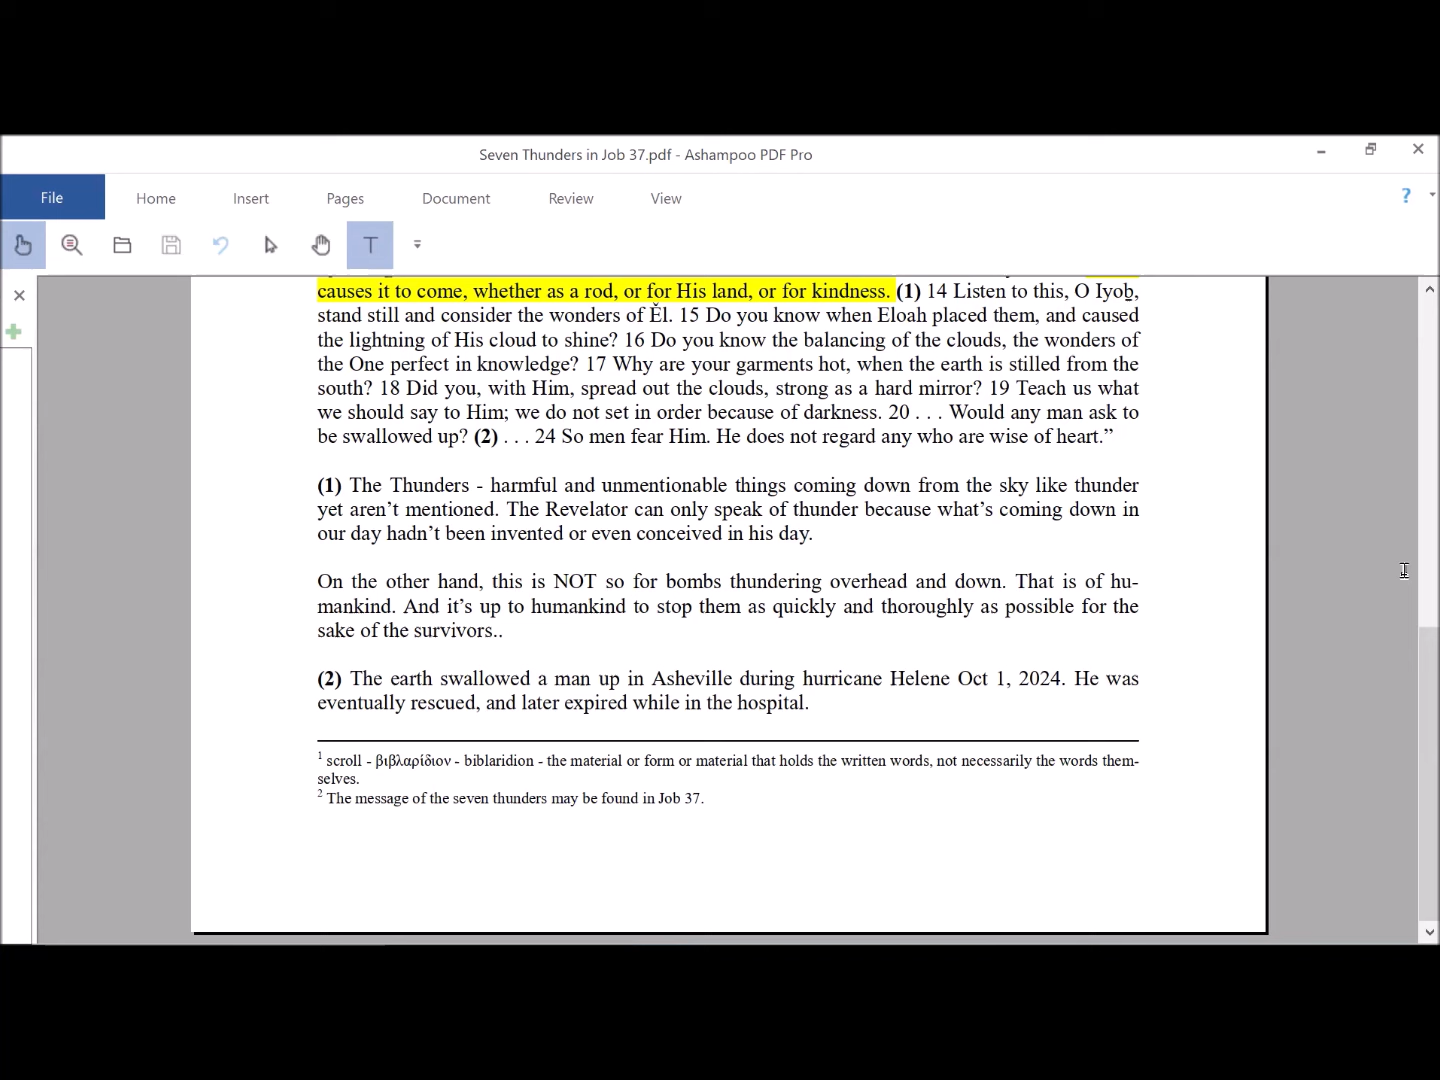 Seven Thunders in Job 37.pdf - Ashampoo PDF Pro
File Home Insert Pages Document Review View
causes it to come, whether as a rod, or for His land, or for kindness. (1) 14 Listen to this, O Iyoḇ,
stand still and consider the wonders of Ěl. 15 Do you know when Eloah placed them, and caused
the lightning of His cloud to shine? 16 Do you know the balancing of the clouds, the wonders of
the One perfect in knowledge? 17 Why are your garments hot, when the earth is stilled from the
south? 18 Did you, with Him, spread out the clouds, strong as a hard mirror? 19 Teach us what
we should say to Him; we do not set in order because of darkness. 20 . . . Would any man ask to
be swallowed up? (2) . . . 24 So men fear Him. He does not regard any who are wise of heart.”
(1) The Thunders - harmful and unmentionable things coming down from the sky like thunder
yet aren’t mentioned. The Revelator can only speak of thunder because what’s coming down in
our day hadn’t been invented or even conceived in his day.
On the other hand, this is NOT so for bombs thundering overhead and down. That is of hu-
mankind. And it’s up to humankind to stop them as quickly and thoroughly as possible for the
sake of the survivors..
(2) The earth swallowed a man up in Asheville during hurricane Helene Oct 1, 2024. He was
eventually rescued, and later expired while in the hospital.
1 scroll - βιβλαρίδιον - biblaridion - the material or form or material that holds the written words, not necessarily the words them-
selves.
2 The message of the seven thunders may be found in Job 37.